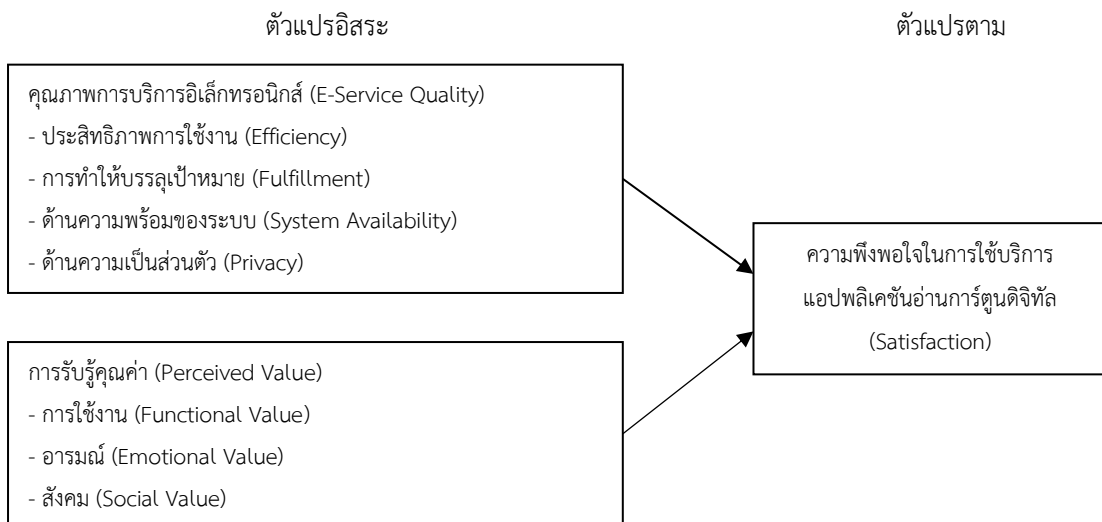 ตัวแปรอิสระ
ตัวแปรตาม
คุณภาพการบริการอิเล็กทรอนิกส์ (E-Service Quality)
- ประสิทธิภาพการใช้งาน (Efficiency)
- การทำให้บรรลุเป้าหมาย (Fulfillment)
- ด้านความพร้อมของระบบ (System Availability)
- ด้านความเป็นส่วนตัว (Privacy)
ความพึงพอใจในการใช้บริการ
แอปพลิเคชันอ่านการ์ตูนดิจิทัล
(Satisfaction)
การรับรู้คุณค่า (Perceived Value)
- การใช้งาน (Functional Value)
- อารมณ์ (Emotional Value)
- สังคม (Social Value)